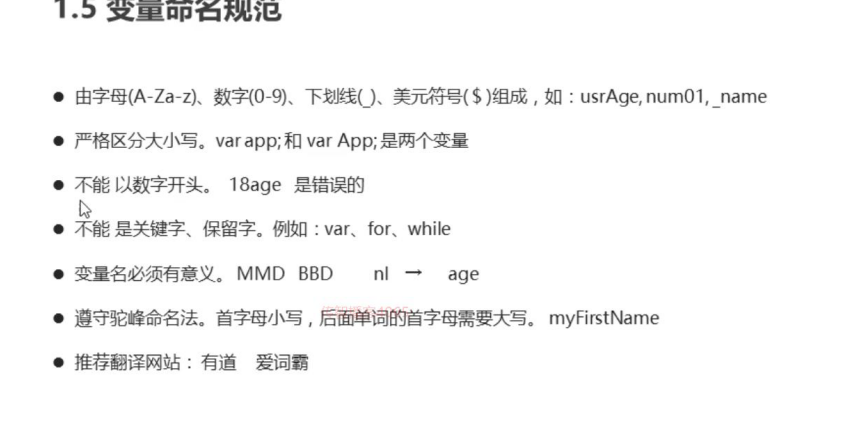 1.5 变量命名规范
● 由字母(A-Za-z)、数字(0-9)、下划线(_)、美元符号($)组成，如：usrAge, num01, _name
● 严格区分大小写。var app; 和 var App; 是两个变量
● 不能 以数字开头。 18age 是错误的
● 不能 是关键字、保留字。例如：var、for、while
● 变量名必须有意义。 MMD BBD nl → age
● 遵守驼峰命名法。首字母小写，后面单词的首字母需要大写。 myFirstName
● 推荐翻译网站： 有道 爱词霸